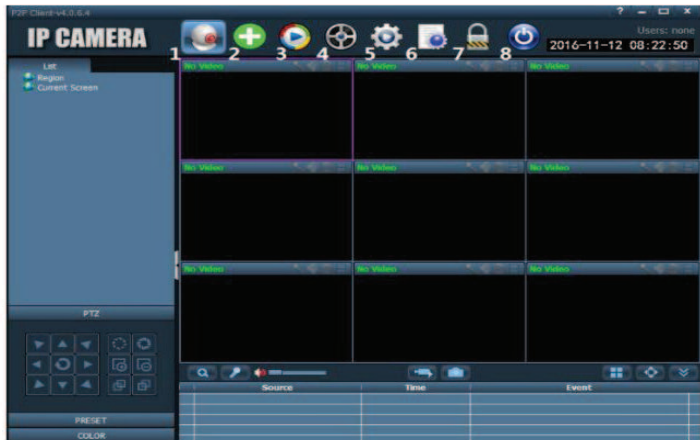 P2P Client-v4.0.6.4
?
IP CAMERA
1 2 3 4 5 6 7 8
Users: none
2016-11-12 08:22:50
List
Region
Current Screen
No Video No Video No Video
No Video No Video No Video
No Video No Video No Video
PTZ
Source Time Event
PRESET
COLOR